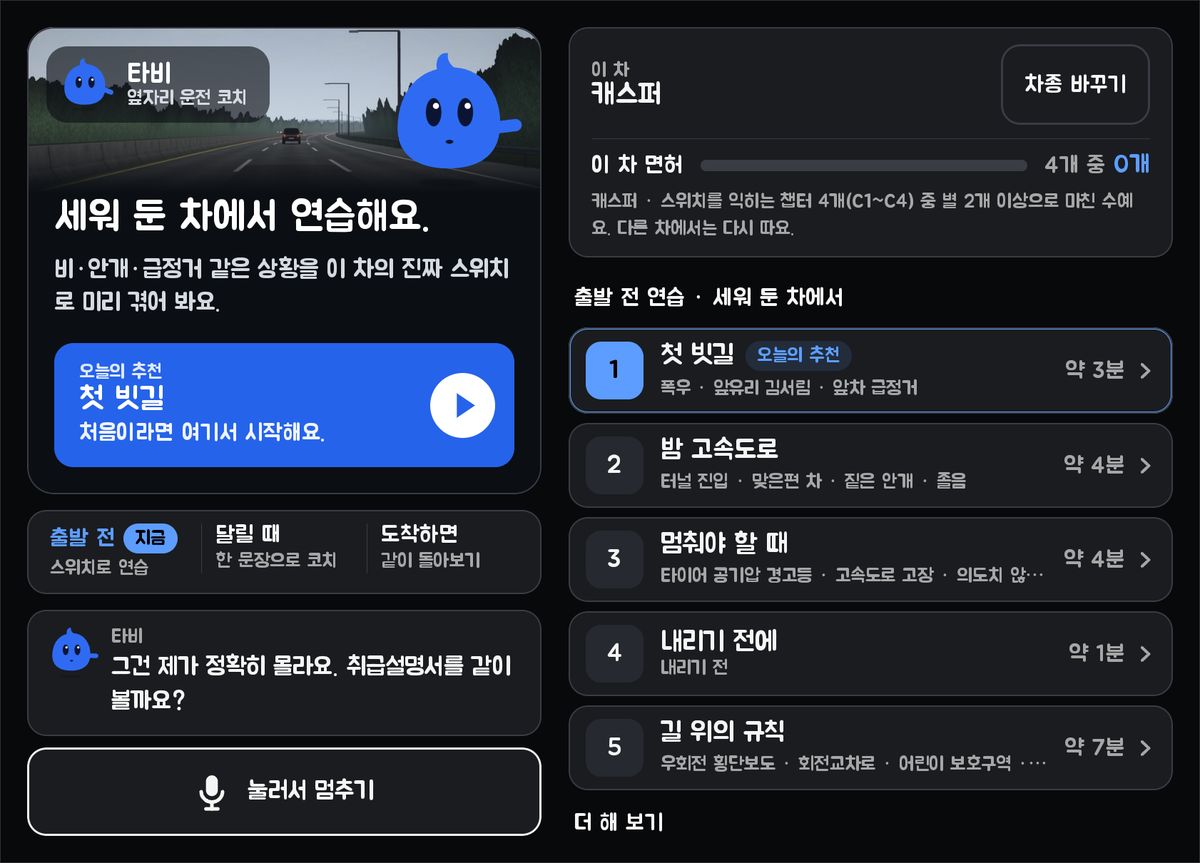 타비
옆자리 운전 코치
세워 둔 차에서 연습해요.
비·안개·급정거 같은 상황을 이 차의 진짜 스위치
로 미리 겪어 봐요.
오늘의 추천
첫 빗길
처음이라면 여기서 시작해요.
출발 전 지금
스위치로 연습
달릴 때
한 문장으로 코치
도착하면
같이 돌아보기
타비
그건 제가 정확히 몰라요. 취급설명서를 같이
볼까요?
눌러서 멈추기
이 차
캐스퍼
차종 바꾸기
이 차 면허 4개 중 0개
캐스퍼 · 스위치를 익히는 챕터 4개(C1~C4) 중 별 2개 이상으로 마친 수예
요. 다른 차에서는 다시 따요.
출발 전 연습 · 세워 둔 차에서
1 첫 빗길 오늘의 추천
폭우 · 앞유리 김서림 · 앞차 급정거
약 3분
2 밤 고속도로
터널 진입 · 맞은편 차 · 짙은 안개 · 졸음
약 4분
3 멈춰야 할 때
타이어 공기압 경고등 · 고속도로 고장 · 의도치 않…
약 4분
4 내리기 전에
내리기 전
약 1분
5 길 위의 규칙
우회전 횡단보도 · 회전교차로 · 어린이 보호구역 ·…
약 7분
더 해 보기